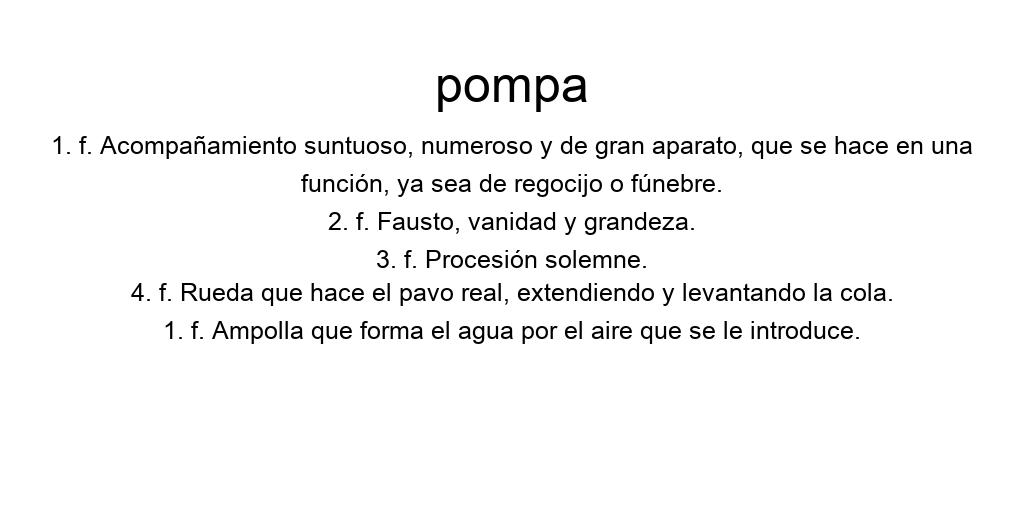 pompa
1. f. Acompañamiento suntuoso, numeroso y de gran aparato, que se hace en una
función, ya sea de regocijo o fúnebre.
2. f. Fausto, vanidad y grandeza.
3. f. Procesión solemne.
4. f. Rueda que hace el pavo real, extendiendo y levantando la cola.
1. f. Ampolla que forma el agua por el aire que se le introduce.